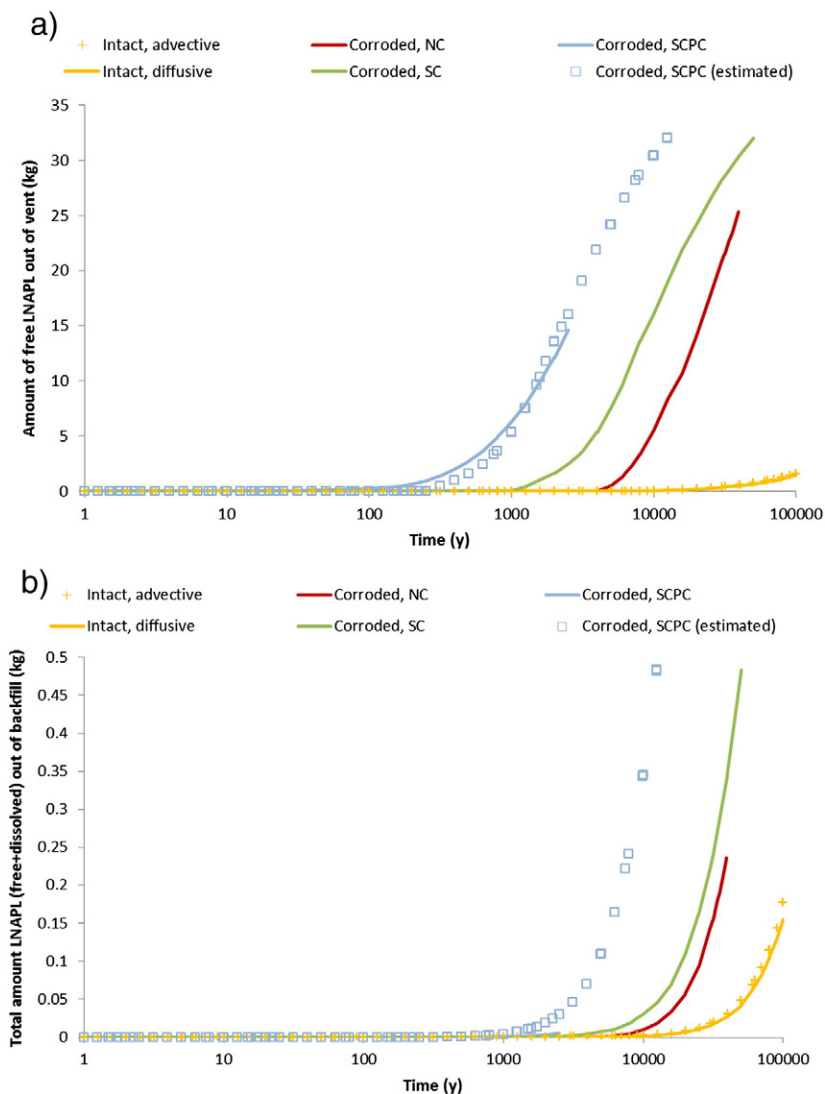 a)
Intact, advective Corroded, NC Corroded, SCPC
Intact, diffusive Corroded, SC Corroded, SCPC (estimated)
35
30
25
20
15
10
5
0
Amount of free LNAPL out of vent (kg)
1 10 100 1000 10000 100000
Time (y)
b)
Intact, advective Corroded, NC Corroded, SCPC
Intact, diffusive Corroded, SC Corroded, SCPC (estimated)
0.5
0.45
0.4
0.35
0.3
0.25
0.2
0.15
0.1
0.05
0
Total amount LNAPL (free+dissolved) out of backfill (kg)
1 10 100 1000 10000 100000
Time (y)